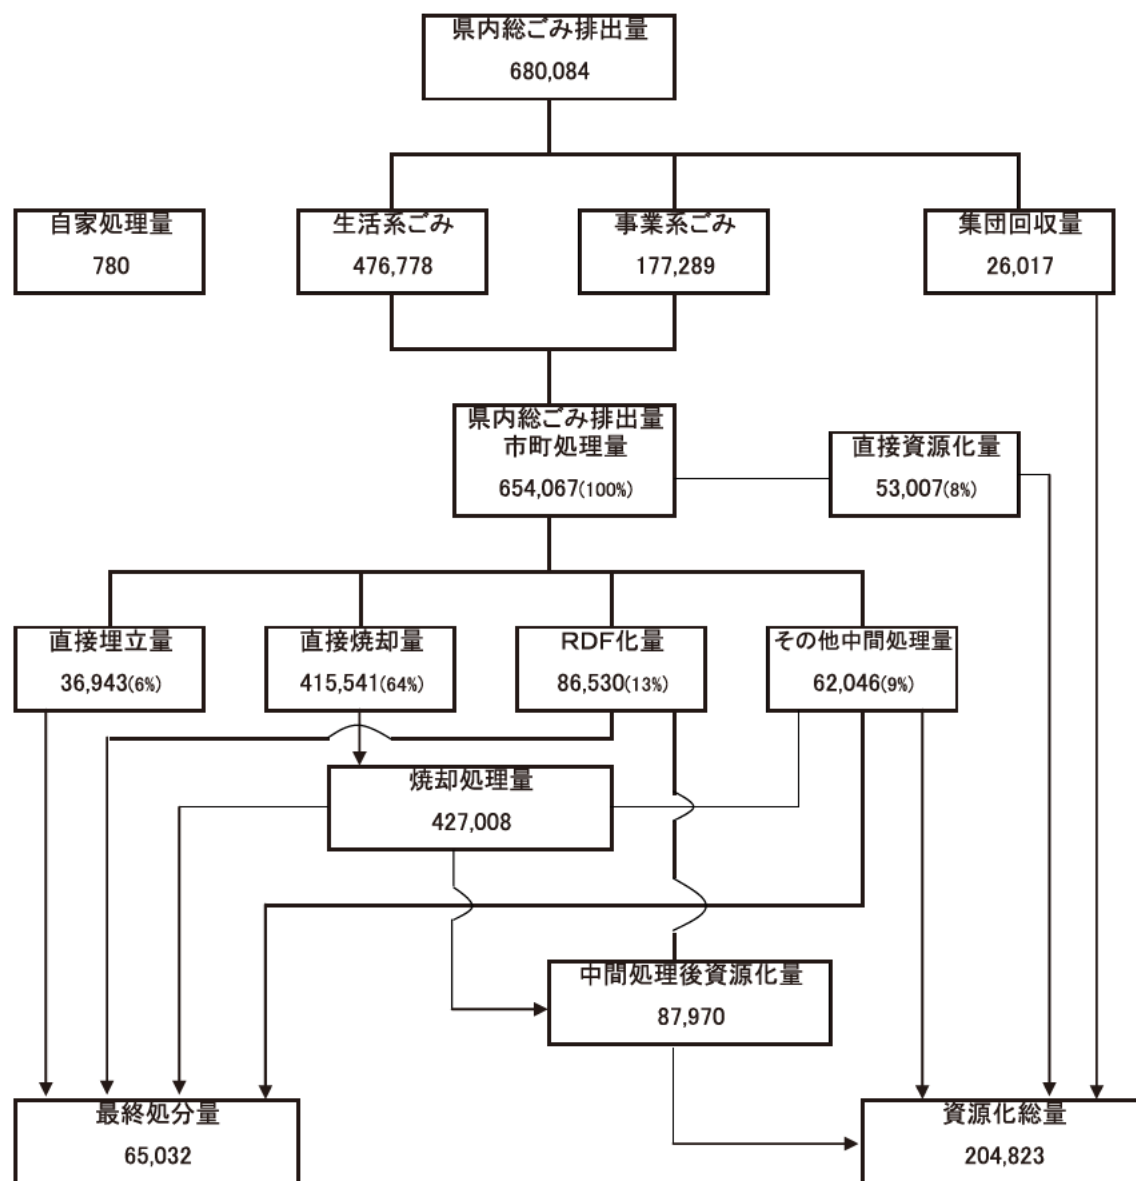 県内総ごみ排出量
680,084
自家処理量
780
生活系ごみ
476,778
事業系ごみ
177,289
集団回収量
26,017
県内総ごみ排出量
市町処理量
654,067(100%)
直接資源化量
53,007(8%)
直接埋立量
36,943(6%)
直接焼却量
415,541(64%)
RDF化量
86,530(13%)
その他中間処理量
62,046(9%)
焼却処理量
427,008
中間処理後資源化量
87,970
最終処分量
65,032
資源化総量
204,823